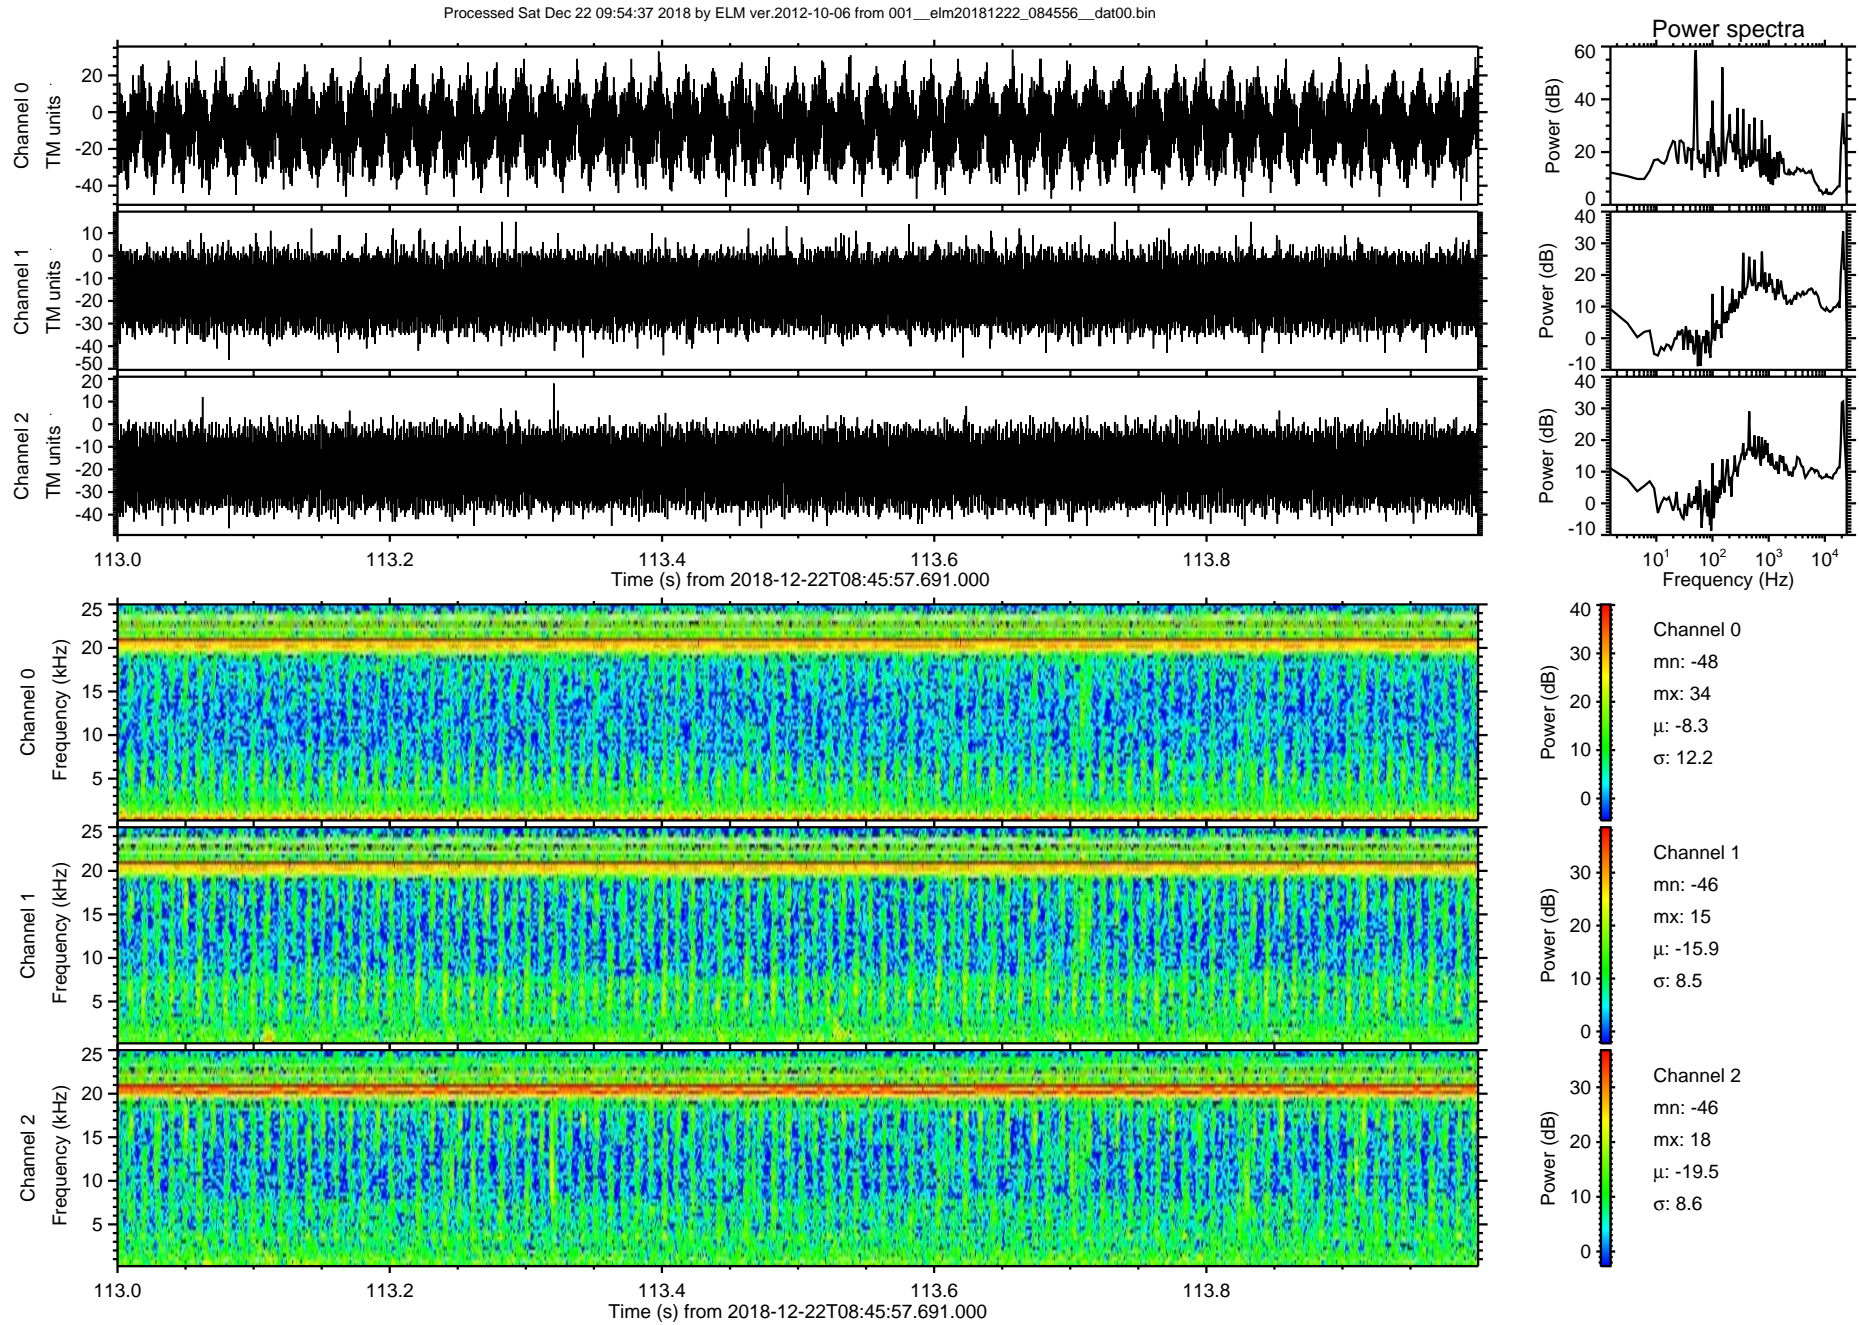 Processed Sat Dec 22 09:54:37 2018 by ELM ver.2012-10-06 from 001__elm20181222_084556__dat00.bin
Power spectra
Channel 0
TM units
20
0
-20
-40
Power (dB)
60
40
20
0
Channel 1
TM units
10
0
-10
-20
-30
-40
-50
Power (dB)
40
30
20
10
0
-10
Channel 2
TM units
20
10
0
-10
-20
-30
-40
Power (dB)
40
30
20
10
0
-10
113.0 113.2 113.4 113.6 113.8
Time (s) from 2018-12-22T08:45:57.691.000
10¹ 10² 10³ 10⁴
Frequency (Hz)
Channel 0
Frequency (kHz)
25
20
15
10
5
Power (dB)
40
30
20
10
0
Channel 0
mn: -48
mx: 34
μ: -8.3
σ: 12.2
Channel 1
Frequency (kHz)
25
20
15
10
5
Power (dB)
30
20
10
0
Channel 1
mn: -46
mx: 15
μ: -15.9
σ: 8.5
Channel 2
Frequency (kHz)
25
20
15
10
5
Power (dB)
30
20
10
0
Channel 2
mn: -46
mx: 18
μ: -19.5
σ: 8.6
113.0 113.2 113.4 113.6 113.8
Time (s) from 2018-12-22T08:45:57.691.000